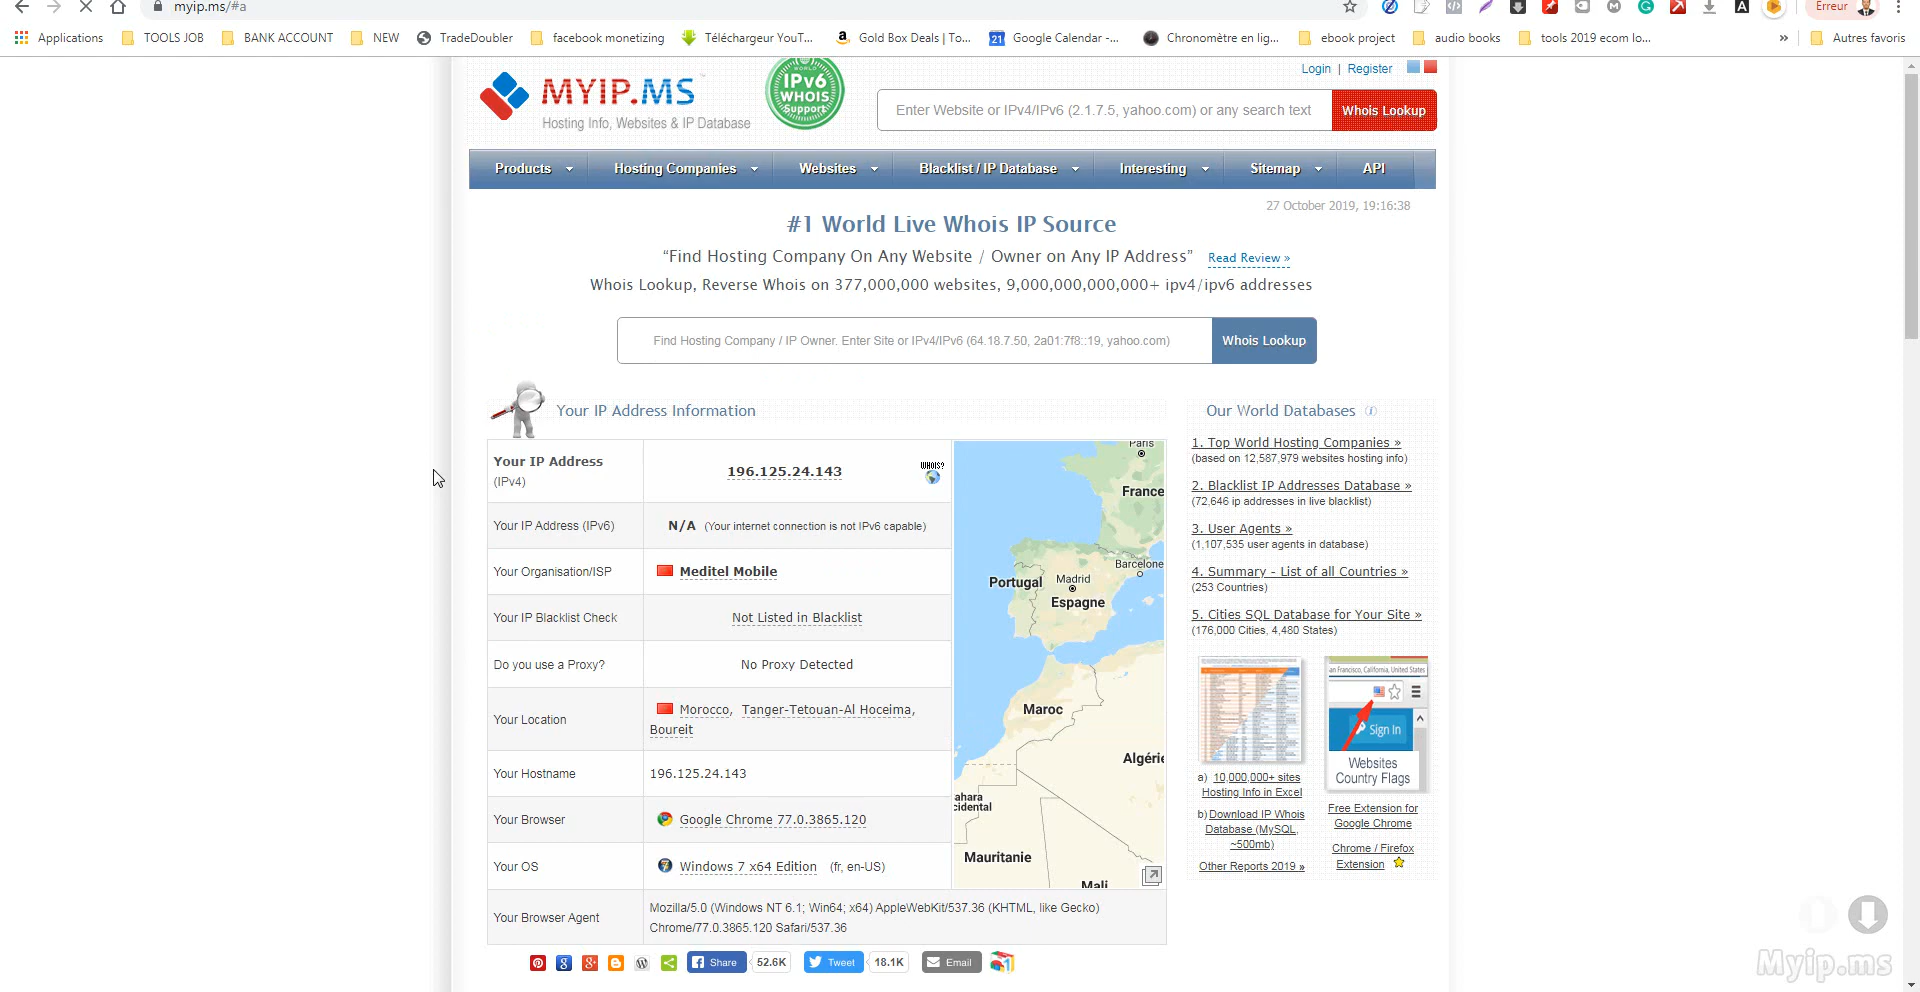 myip.ms/#a
Erreur
Applications
TOOLS JOB
BANK ACCOUNT
NEW
TradeDoubler
facebook monetizing
Téléchargeur YouT...
Gold Box Deals | To...
Google Calendar -...
Chronomètre en lig...
ebook project
audio books
tools 2019 ecom lo...
»
Autres favoris
MYIP.MS
Hosting Info, Websites & IP Database
WORLD
IPv6
WHOIS
Support
Login | Register
Enter Website or IPv4/IPv6 (2.1.7.5, yahoo.com) or any search text
Whois Lookup
Products
Hosting Companies
Websites
Blacklist / IP Database
Interesting
Sitemap
API
27 October 2019, 19:16:38
#1 World Live Whois IP Source
“Find Hosting Company On Any Website / Owner on Any IP Address” Read Review »
Whois Lookup, Reverse Whois on 377,000,000 websites, 9,000,000,000,000+ ipv4/ipv6 addresses
Find Hosting Company / IP Owner. Enter Site or IPv4/IPv6 (64.18.7.50, 2a01:7f8::19, yahoo.com)
Whois Lookup
Your IP Address Information
Your IP Address
(IPv4)
196.125.24.143
WHOIS?
Your IP Address (IPv6)
N/A (Your internet connection is not IPv6 capable)
Your Organisation/ISP
Meditel Mobile
Your IP Blacklist Check
Not Listed in Blacklist
Do you use a Proxy?
No Proxy Detected
Your Location
Morocco, Tanger-Tetouan-Al Hoceima,
Boureit
Your Hostname
196.125.24.143
Your Browser
Google Chrome 77.0.3865.120
Your OS
Windows 7 x64 Edition (fr, en-US)
Your Browser Agent
Mozilla/5.0 (Windows NT 6.1; Win64; x64) AppleWebKit/537.36 (KHTML, like Gecko)
Chrome/77.0.3865.120 Safari/537.36
Paris
France
Barcelone
Portugal
Madrid
Espagne
Maroc
Algérie
ahara
cidental
Mauritanie
Mali
Our World Databases
1. Top World Hosting Companies »
(based on 12,587,979 websites hosting info)
2. Blacklist IP Addresses Database »
(72,646 ip addresses in live blacklist)
3. User Agents »
(1,107,535 user agents in database)
4. Summary - List of all Countries »
(253 Countries)
5. Cities SQL Database for Your Site »
(176,000 Cities, 4,480 States)
an Francisco, California, United States
Sign In
Websites
Country Flags
a) 10,000,000+ sites
Hosting Info in Excel
b) Download IP Whois
Database (MySQL,
~500mb)
Other Reports 2019 »
Free Extension for
Google Chrome
Chrome / Firefox
Extension
Share
52.6K
Tweet
18.1K
Email
Myip.ms